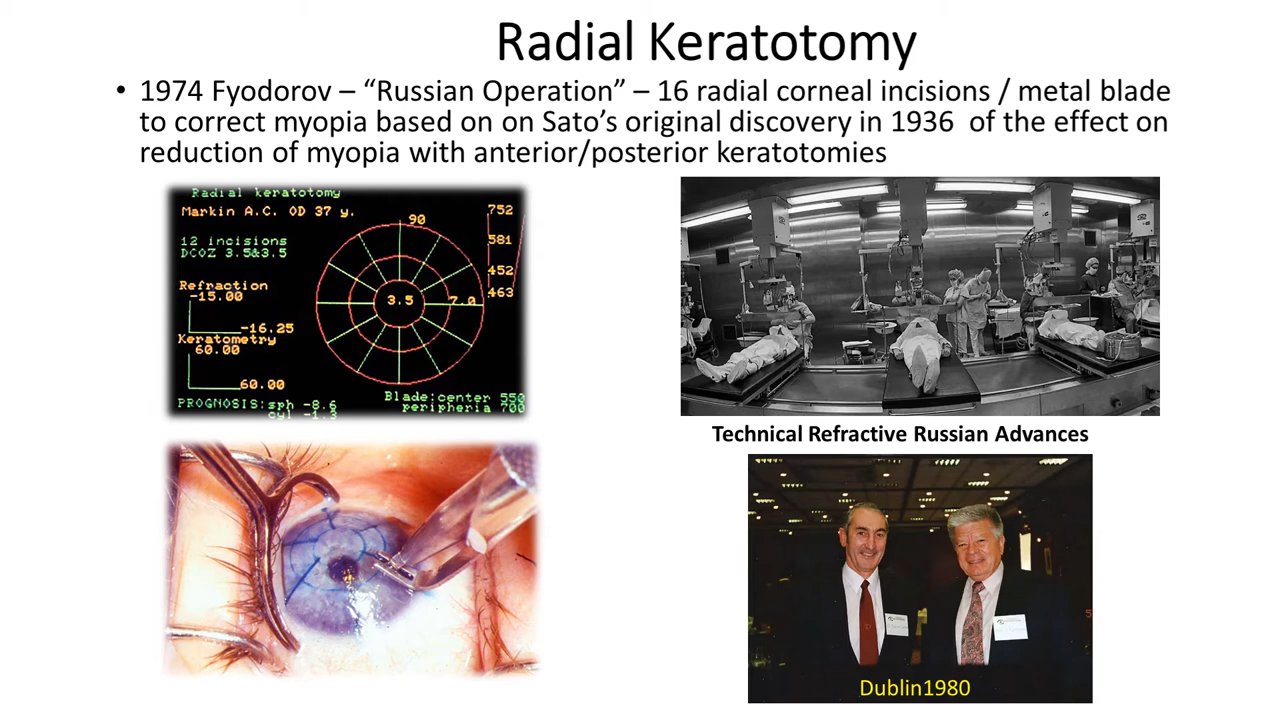 Radial Keratotomy
• 1974 Fyodorov – “Russian Operation” – 16 radial corneal incisions / metal blade
to correct myopia based on on Sato’s original discovery in 1936 of the effect on
reduction of myopia with anterior/posterior keratotomies
Radial keratotomy
Markin A.C. OD 37 y.
90
752
12 incisions
581
DCOZ 3.5&3.5
452
Refraction
463
-15.00
3.5
7.0
-16.25
Keratometry
60.00
60.00
Blade:center 550
peripheria 700
PROGNOSIS: sph -8.6
cyl -1.3
Technical Refractive Russian Advances
Dublin1980